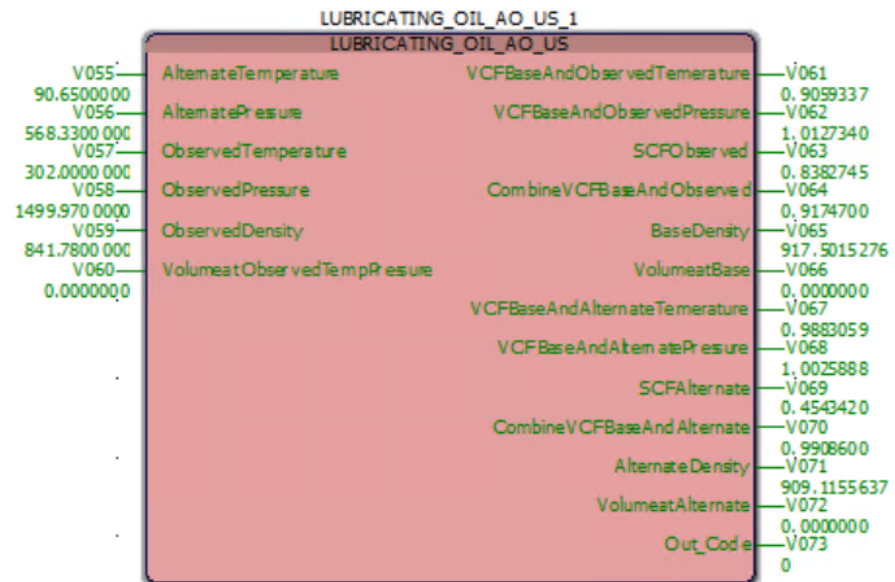 LUBRICATING_OIL_AO_US_1
LUBRICATING_OIL_AO_US
V055 AlternateTemperature VCFBaseAndObservedTemerature V061
90.6500000 0.9059337
V056 AlternatePressure VCFBaseAndObservedPressure V062
568.3300000 1.0127340
V057 ObservedTemperature SCFObserved V063
302.0000000 0.8382745
V058 ObservedPressure CombineVCFBaseAndObserved V064
1499.9700000 0.9174700
V059 ObservedDensity BaseDensity V065
841.7800000 917.5015276
V060 VolumeatObservedTempPressure VolumeatBase V066
0.0000000 0.0000000
VCFBaseAndAlternateTemerature V067
0.9883059
VCFBaseAndAlternatePressure V068
1.0025888
SCFAlternate V069
0.4543420
CombineVCFBaseAndAlternate V070
0.9908600
AlternateDensity V071
909.1155637
VolumeatAlternate V072
0.0000000
Out_Code V073
0